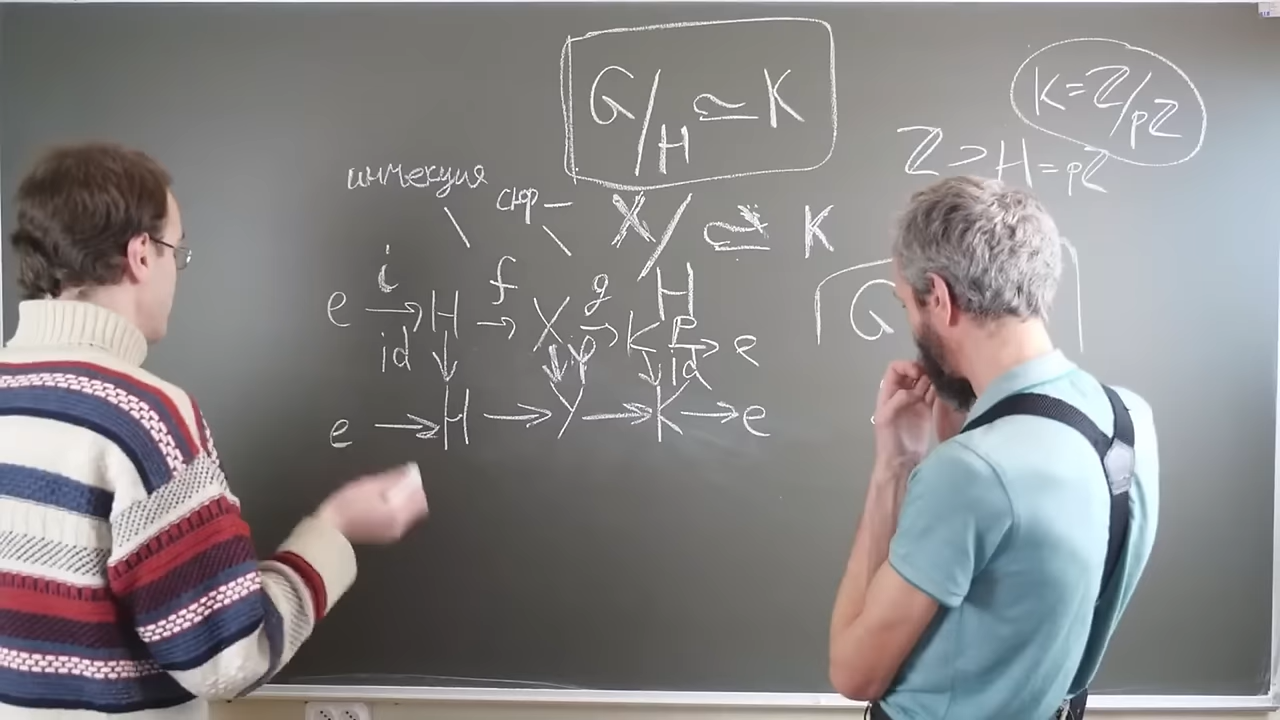 G/H ≃ K
K=ℤ/pℤ
ℤ > H = pℤ
инъекция
сюр –
X/H ≃ K
i f g p
e → H → X → K → e
id φ id
e → H → Y → K → e
G